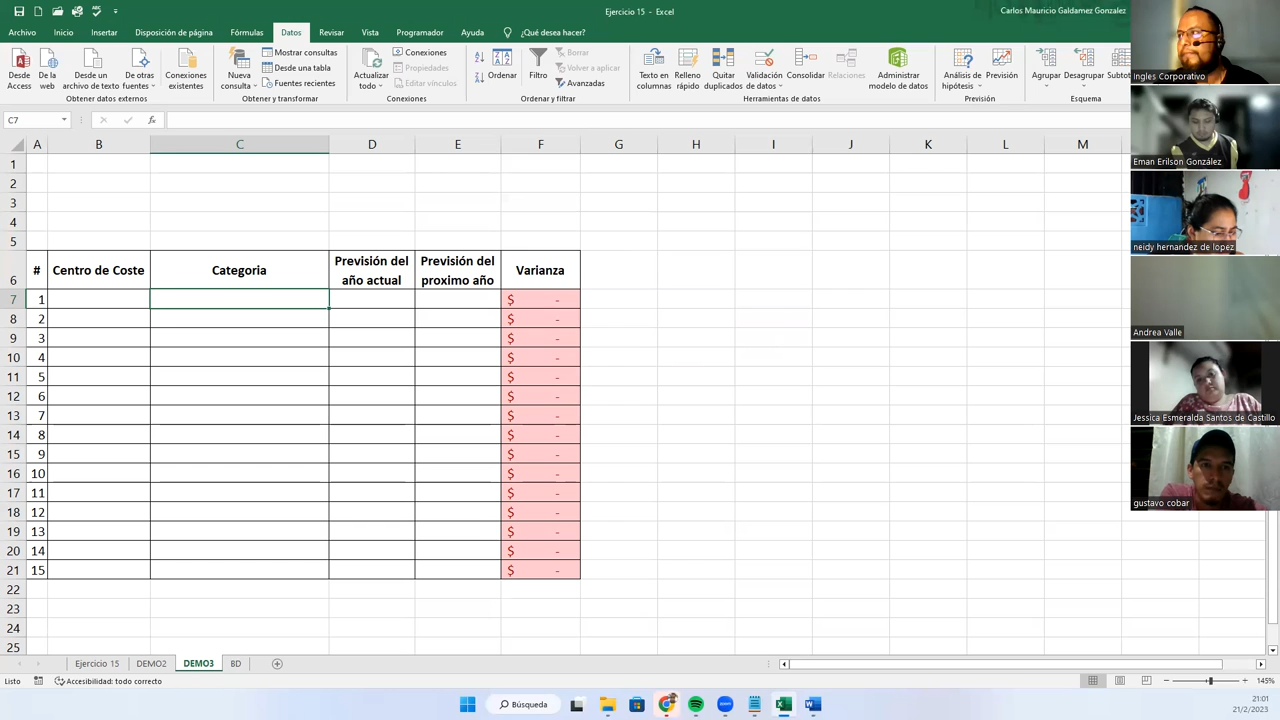 Ejercicio 15 - Excel
Carlos Mauricio Galdamez Gonzalez
Archivo Inicio Insertar Disposición de página Fórmulas Datos Revisar Vista Programador Ayuda ¿Qué desea hacer?
Desde Access
De la web
Desde un archivo de texto
De otras fuentes
Conexiones existentes
Obtener datos externos
Nueva consulta
Mostrar consultas
Desde una tabla
Fuentes recientes
Obtener y transformar
Actualizar todo
Conexiones
Propiedades
Editar vínculos
Conexiones
Ordenar
Filtro
Borrar
Volver a aplicar
Avanzadas
Ordenar y filtrar
Texto en columnas
Relleno rápido
Quitar duplicados
Validación de datos
Consolidar
Relaciones
Administrar modelo de datos
Herramientas de datos
Análisis de hipótesis
Previsión
Previsión
Agrupar
Desagrupar
Subtot
Esquema
C7
fx
A B C D E F G H I J K L M
1
2
3
4
5
6 # Centro de Coste Categoria Previsión del año actual Previsión del proximo año Varianza
7 1 $ -
8 2 $ -
9 3 $ -
10 4 $ -
11 5 $ -
12 6 $ -
13 7 $ -
14 8 $ -
15 9 $ -
16 10 $ -
17 11 $ -
18 12 $ -
19 13 $ -
20 14 $ -
21 15 $ -
22
23
24
25
Ejercicio 15 DEMO2 DEMO3 BD
Listo Accesibilidad: todo correcto 145%
Búsqueda
21:01
21/2/2023
Ingles Corporativo
Eman Erilson González
neidy hernandez de lopez
Andrea Valle
Jessica Esmeralda Santos de Castillo
gustavo cobar